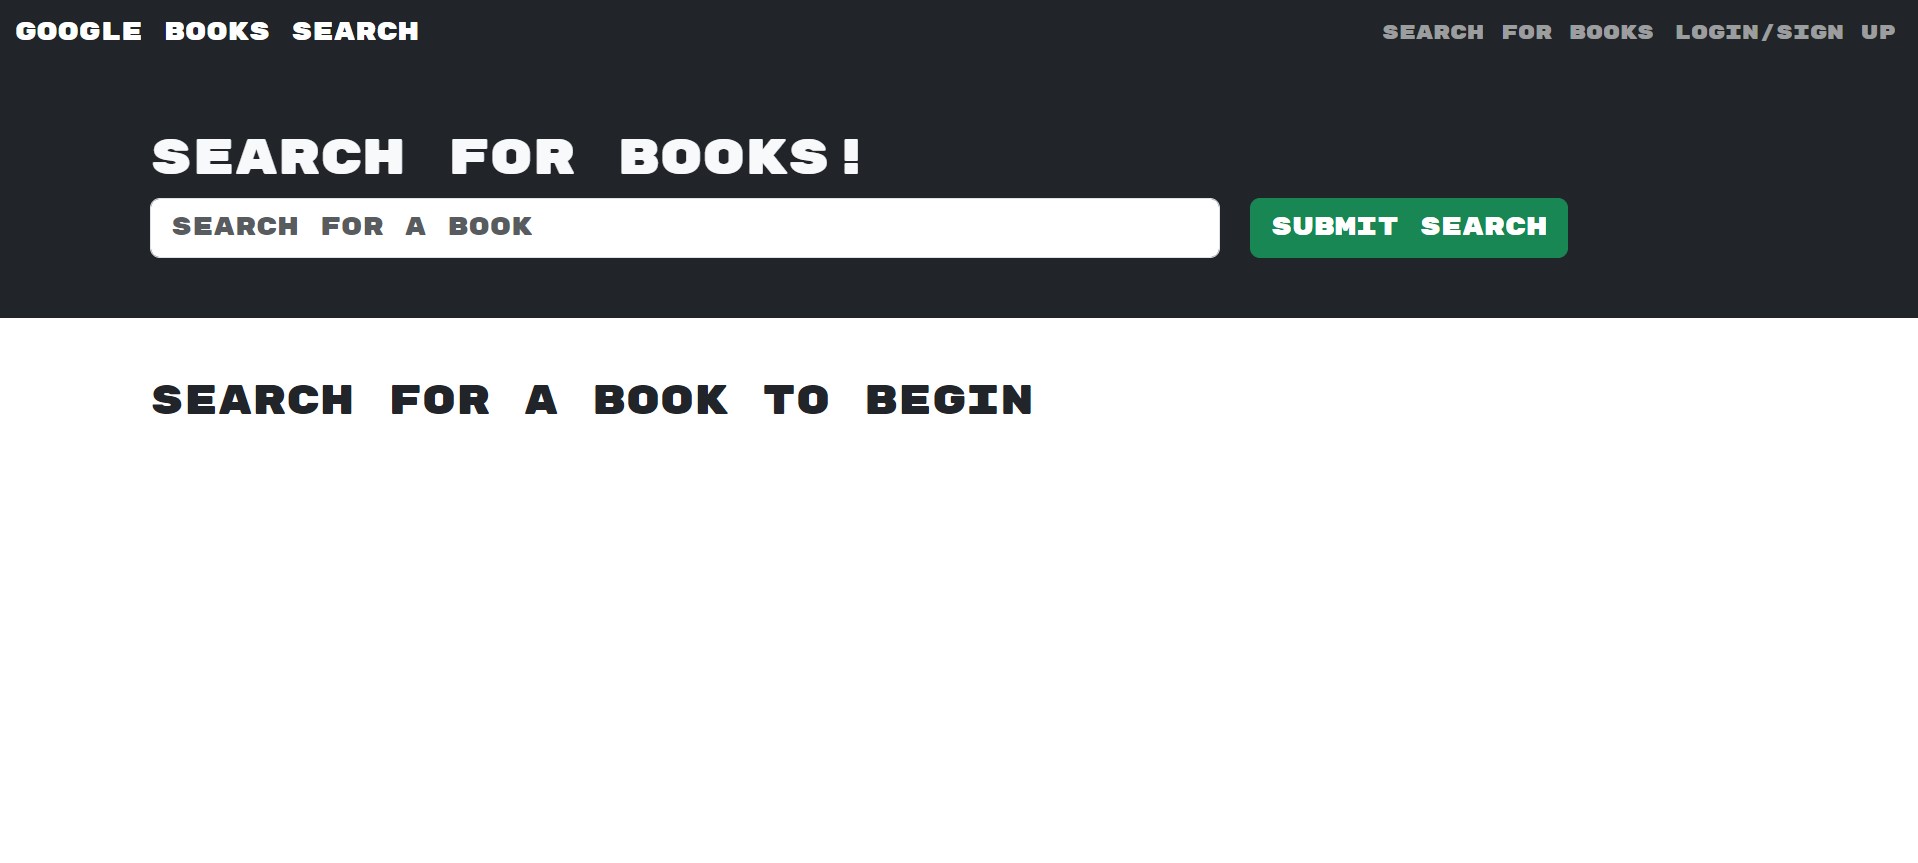 GOOGLE BOOKS SEARCH
SEARCH FOR BOOKS LOGIN/SIGN UP
SEARCH FOR BOOKS!
SEARCH FOR A BOOK
SUBMIT SEARCH
SEARCH FOR A BOOK TO BEGIN